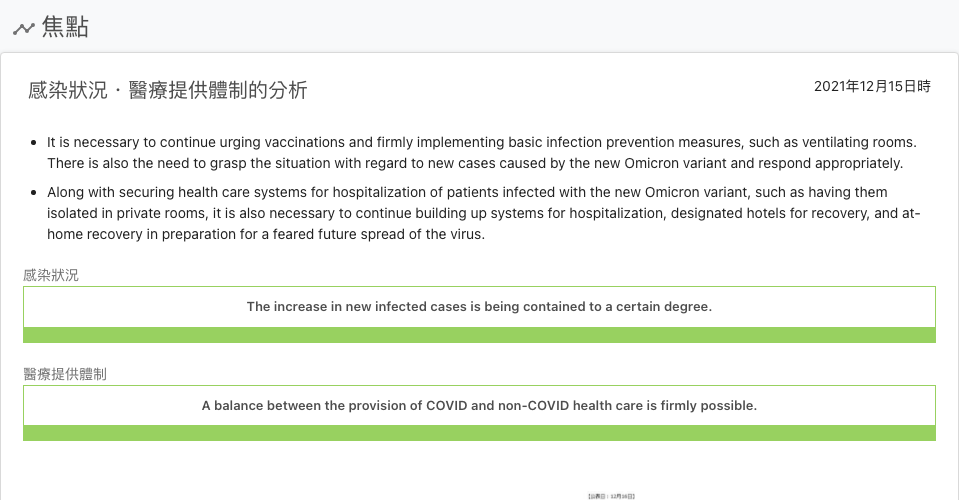 焦點
感染狀況・醫療提供體制的分析
2021年12月15日時
• It is necessary to continue urging vaccinations and firmly implementing basic infection prevention measures, such as ventilating rooms.
There is also the need to grasp the situation with regard to new cases caused by the new Omicron variant and respond appropriately.
• Along with securing health care systems for hospitalization of patients infected with the new Omicron variant, such as having them
isolated in private rooms, it is also necessary to continue building up systems for hospitalization, designated hotels for recovery, and at-
home recovery in preparation for a feared future spread of the virus.
感染狀況
The increase in new infected cases is being contained to a certain degree.
醫療提供體制
A balance between the provision of COVID and non-COVID health care is firmly possible.